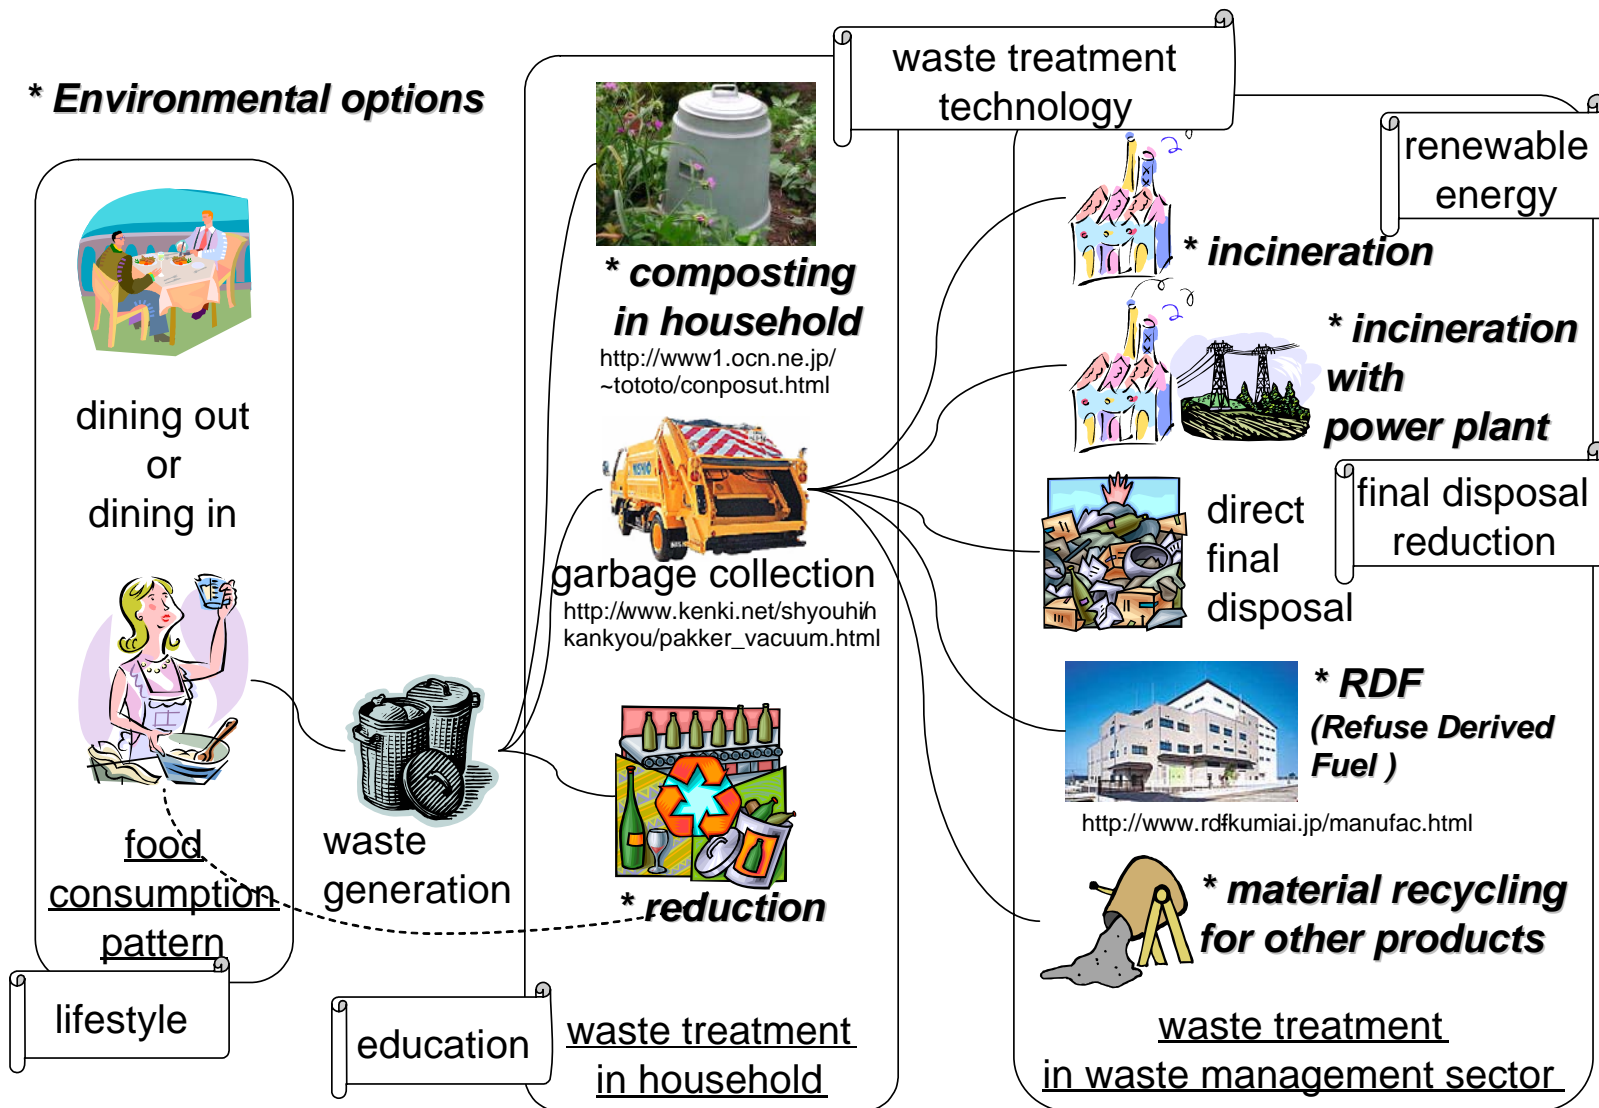 * Environmental options
dining out
or
dining in
food
consumption
pattern
lifestyle
waste
generation
* composting
in household
http://www1.ocn.ne.jp/
~tototo/conposut.html
garbage collection
http://www.kenki.net/shyouhin
kankyou/pakker_vacuum.html
* reduction
education
waste treatment
in household
waste treatment
technology
renewable
energy
* incineration
* incineration
with
power plant
final disposal
reduction
direct
final
disposal
* RDF
(Refuse Derived
Fuel )
http://www.rdfkumiai.jp/manufac.html
* material recycling
for other products
waste treatment
in waste management sector